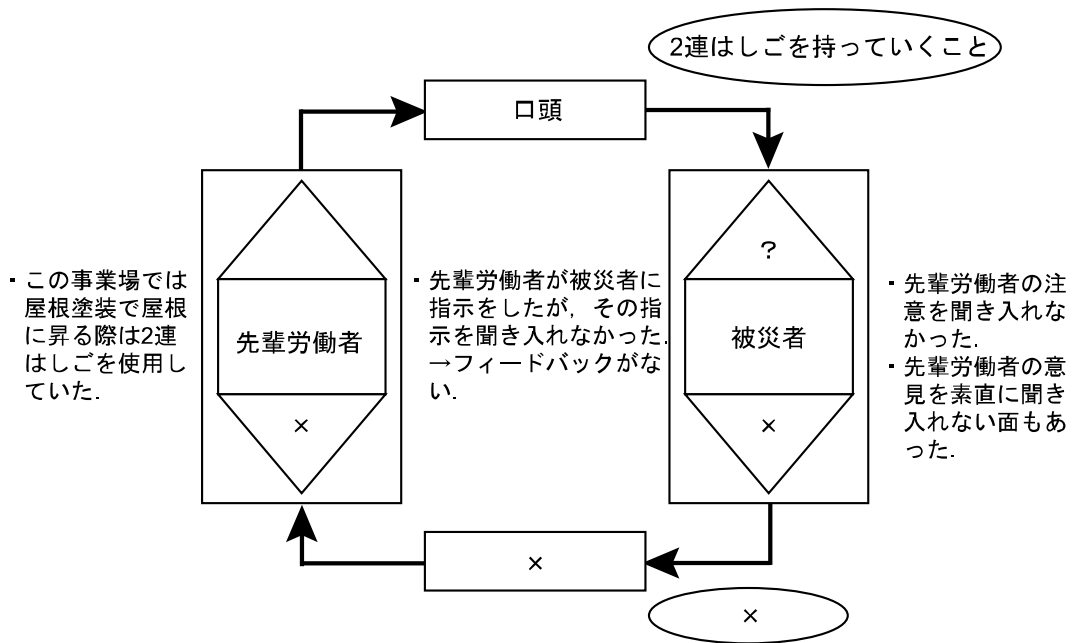 2連はしごを持っていくこと
口頭
?
・この事業場では
屋根塗装で屋根
に昇る際は2連
はしごを使用し
ていた.
先輩労働者
×
・先輩労働者が被災者に
指示をしたが,その指
示を聞き入れなかった.
→フィードバックがな
い.
被災者
×
・先輩労働者の注
意を聞き入れな
かった.
・先輩労働者の意
見を素直に聞き
入れない面もあ
った.
×
×